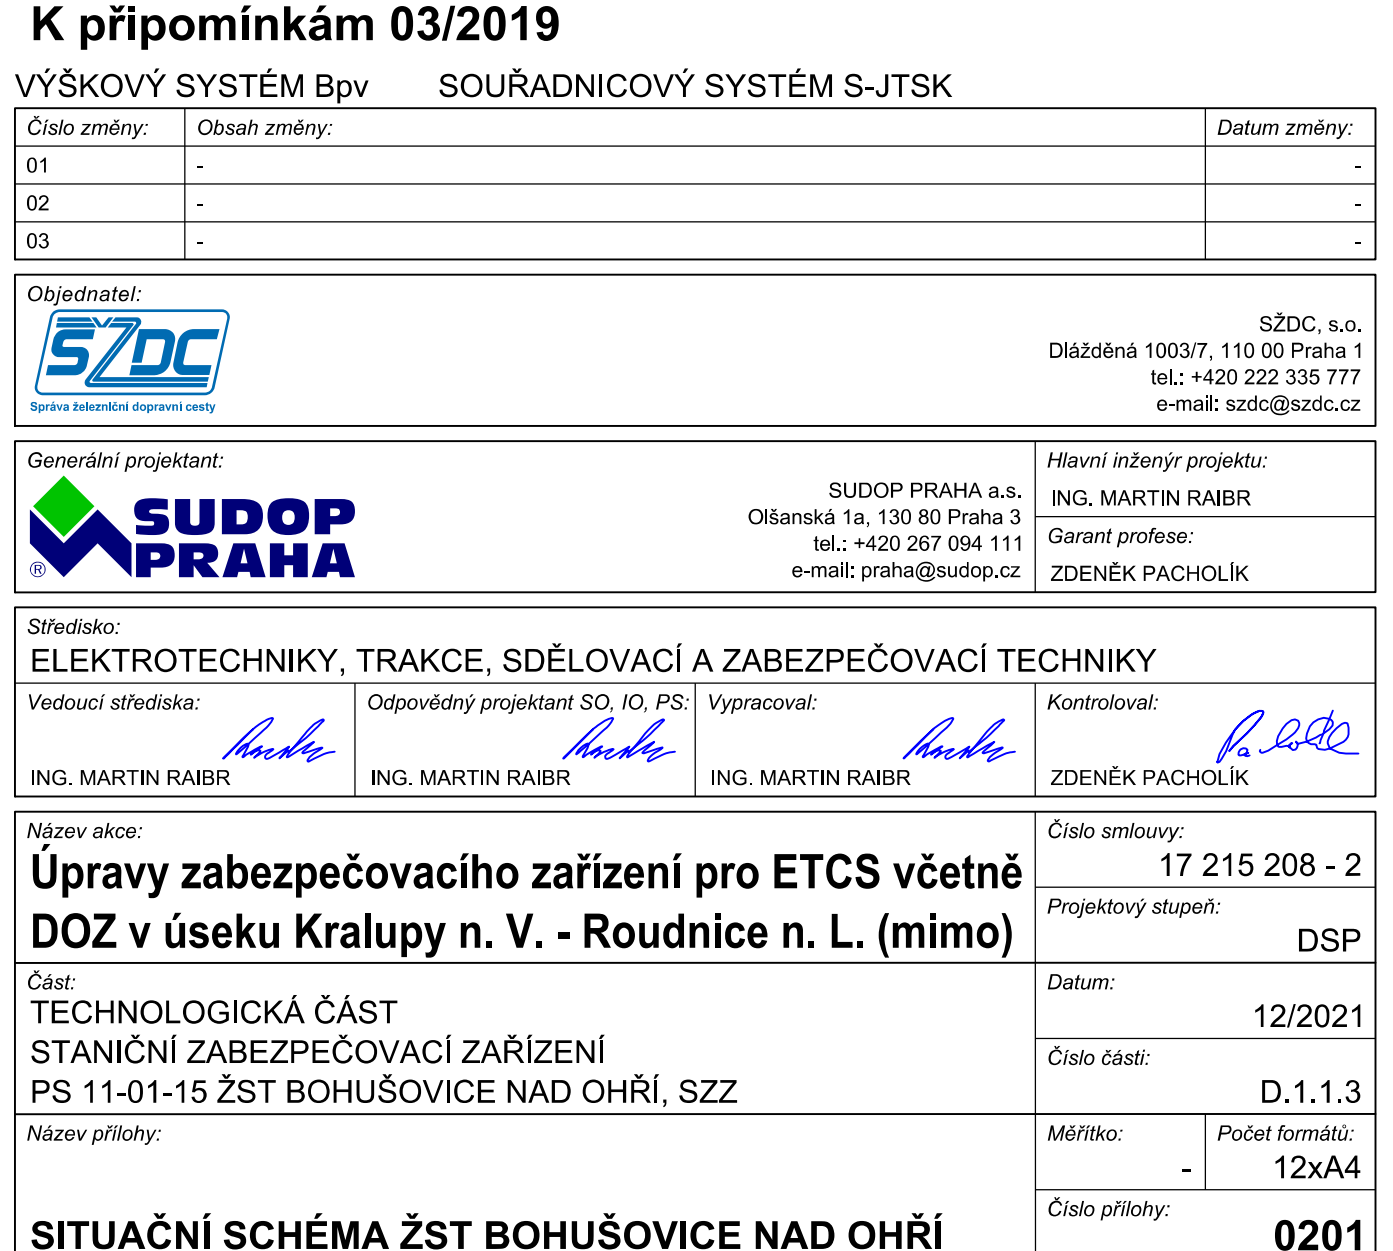 K připomínkám 03/2019
VÝŠKOVÝ SYSTÉM Bpv SOUŘADNICOVÝ SYSTÉM S-JTSK
Číslo změny: Obsah změny: Datum změny:
01 - -
02 - -
03 - -
Objednatel:
SŽDC
Správa železniční dopravní cesty
SŽDC, s.o.
Dlážděná 1003/7, 110 00 Praha 1
tel.: +420 222 335 777
e-mail: szdc@szdc.cz
Generální projektant:
SUDOP
PRAHA
®
SUDOP PRAHA a.s.
Olšanská 1a, 130 80 Praha 3
tel.: +420 267 094 111
e-mail: praha@sudop.cz
Hlavní inženýr projektu:
ING. MARTIN RAIBR
Garant profese:
ZDENĚK PACHOLÍK
Středisko:
ELEKTROTECHNIKY, TRAKCE, SDĚLOVACÍ A ZABEZPEČOVACÍ TECHNIKY
Vedoucí střediska: Odpovědný projektant SO, IO, PS: Vypracoval: Kontroloval:
ING. MARTIN RAIBR ING. MARTIN RAIBR ING. MARTIN RAIBR ZDENĚK PACHOLÍK
Název akce:
Úpravy zabezpečovacího zařízení pro ETCS včetně
DOZ v úseku Kralupy n. V. - Roudnice n. L. (mimo)
Číslo smlouvy:
17 215 208 - 2
Projektový stupeň:
DSP
Část:
TECHNOLOGICKÁ ČÁST
STANIČNÍ ZABEZPEČOVACÍ ZAŘÍZENÍ
PS 11-01-15 ŽST BOHUŠOVICE NAD OHŘÍ, SZZ
Datum:
12/2021
Číslo části:
D.1.1.3
Název přílohy:
SITUAČNÍ SCHÉMA ŽST BOHUŠOVICE NAD OHŘÍ
Měřítko: Počet formátů:
- 12xA4
Číslo přílohy:
0201